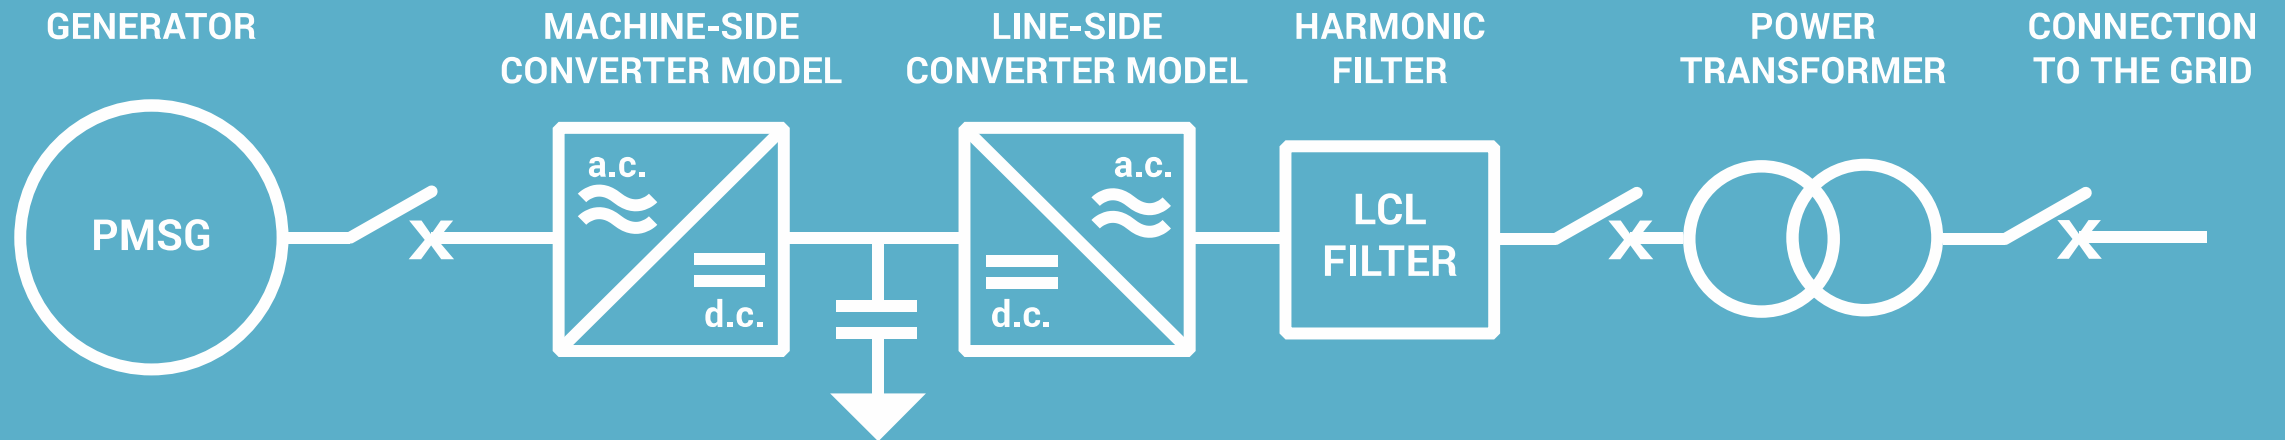 GENERATOR
MACHINE-SIDE
CONVERTER MODEL
LINE-SIDE
CONVERTER MODEL
HARMONIC
FILTER
POWER
TRANSFORMER
CONNECTION
TO THE GRID
PMSG
a.c.
d.c.
a.c.
d.c.
LCL
FILTER